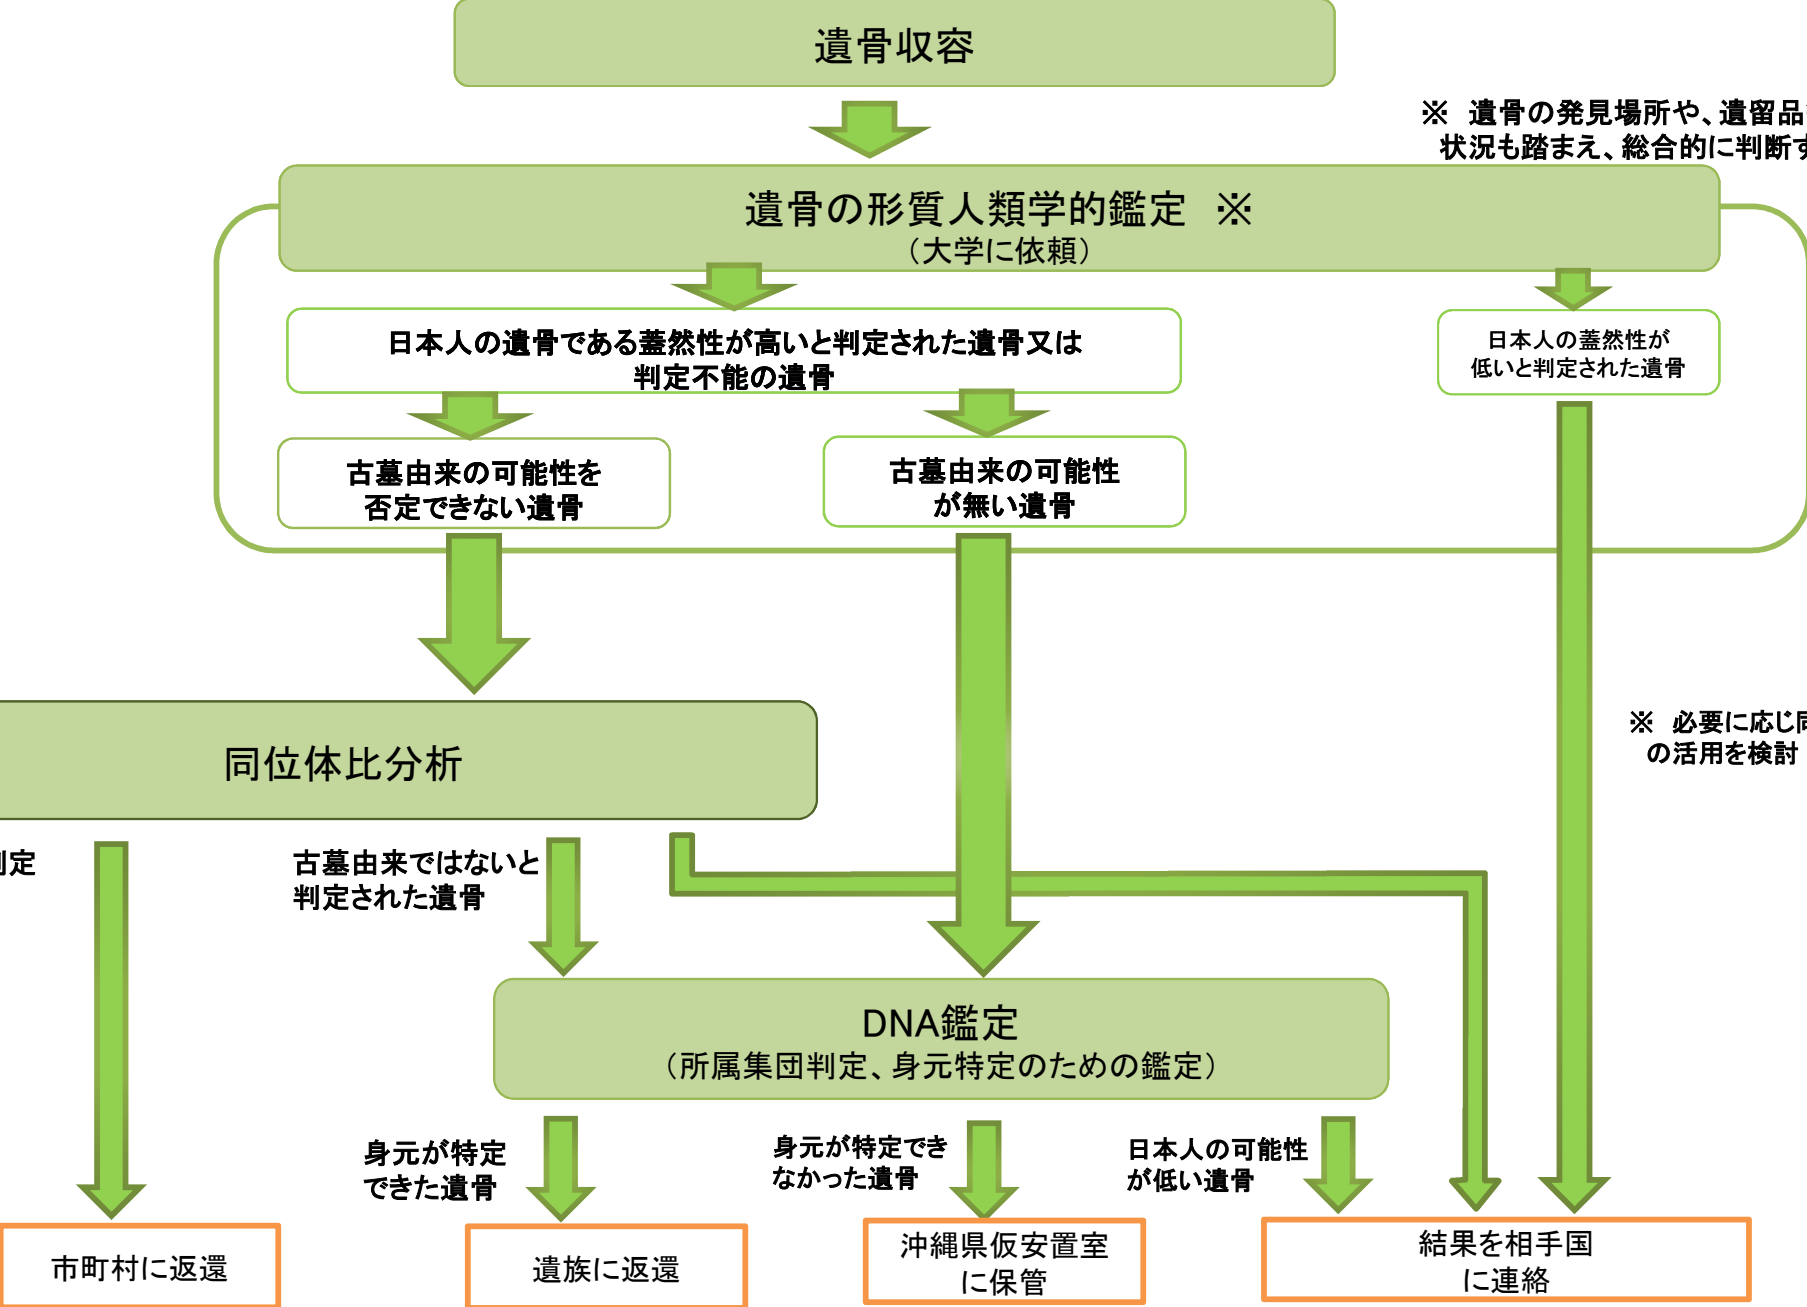 遺骨収容
※ 遺骨の発見場所や、遺留品
状況も踏まえ、総合的に判断す
遺骨の形質人類学的鑑定 ※
（大学に依頼）
日本人の遺骨である蓋然性が高いと判定された遺骨又は
判定不能の遺骨
日本人の蓋然性が
低いと判定された遺骨
古墓由来の可能性を
否定できない遺骨
古墓由来の可能性
が無い遺骨
同位体比分析
※ 必要に応じ同
の活用を検討
定
古墓由来ではないと
判定された遺骨
DNA鑑定
（所属集団判定、身元特定のための鑑定）
身元が特定
できた遺骨
身元が特定でき
なかった遺骨
日本人の可能性
が低い遺骨
市町村に返還
遺族に返還
沖縄県仮安置室
に保管
結果を相手国
に連絡